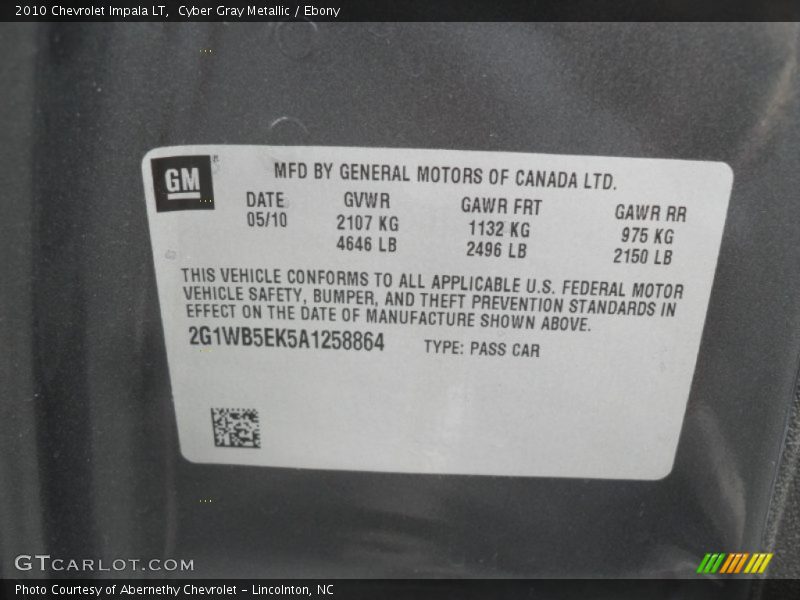 2010 Chevrolet Impala LT, Cyber Gray Metallic / Ebony
GM
MFD BY GENERAL MOTORS OF CANADA LTD.
DATE GVWR GAWR FRT GAWR RR
05/10 2107 KG 1132 KG 975 KG
4646 LB 2496 LB 2150 LB
THIS VEHICLE CONFORMS TO ALL APPLICABLE U.S. FEDERAL MOTOR
VEHICLE SAFETY, BUMPER, AND THEFT PREVENTION STANDARDS IN
EFFECT ON THE DATE OF MANUFACTURE SHOWN ABOVE.
2G1WB5EK5A1258864 TYPE: PASS CAR
GTCARLOT.COM
Photo Courtesy of Abernethy Chevrolet - Lincolnton, NC